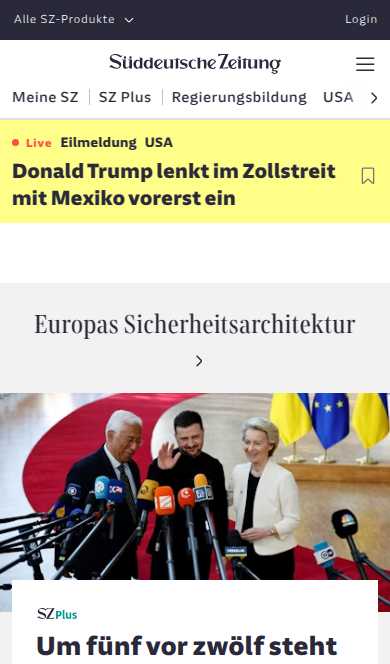 Alle SZ-Produkte
Login
Süddeutsche Zeitung
Meine SZ
SZ Plus
Regierungsbildung
USA
Live Eilmeldung USA
Donald Trump lenkt im Zollstreit
mit Mexiko vorerst ein
Europas Sicherheitsarchitektur
SZ Plus
Um fünf vor zwölf steht